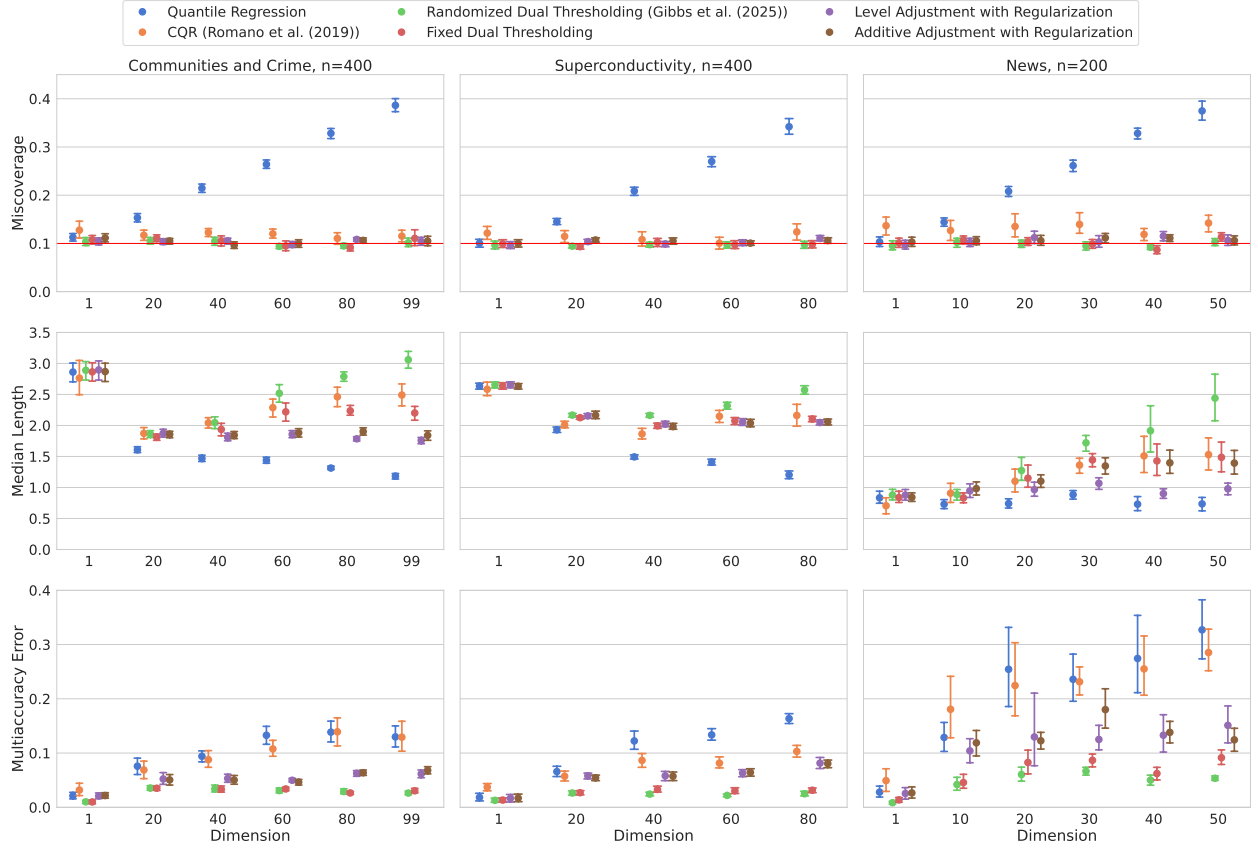 Quantile Regression
CQR (Romano et al. (2019))
Randomized Dual Thresholding (Gibbs et al. (2025))
Fixed Dual Thresholding
Level Adjustment with Regularization
Additive Adjustment with Regularization
Communities and Crime, n=400
Superconductivity, n=400
News, n=200
Miscoverage
0.4
0.3
0.2
0.1
0.0
1 20 40 60 80 99
1 20 40 60 80
1 10 20 30 40 50
Median Length
3.5
3.0
2.5
2.0
1.5
1.0
0.5
0.0
1 20 40 60 80 99
1 20 40 60 80
1 10 20 30 40 50
Multiaccuracy Error
0.4
0.3
0.2
0.1
0.0
1 20 40 60 80 99
1 20 40 60 80
1 10 20 30 40 50
Dimension
Dimension
Dimension